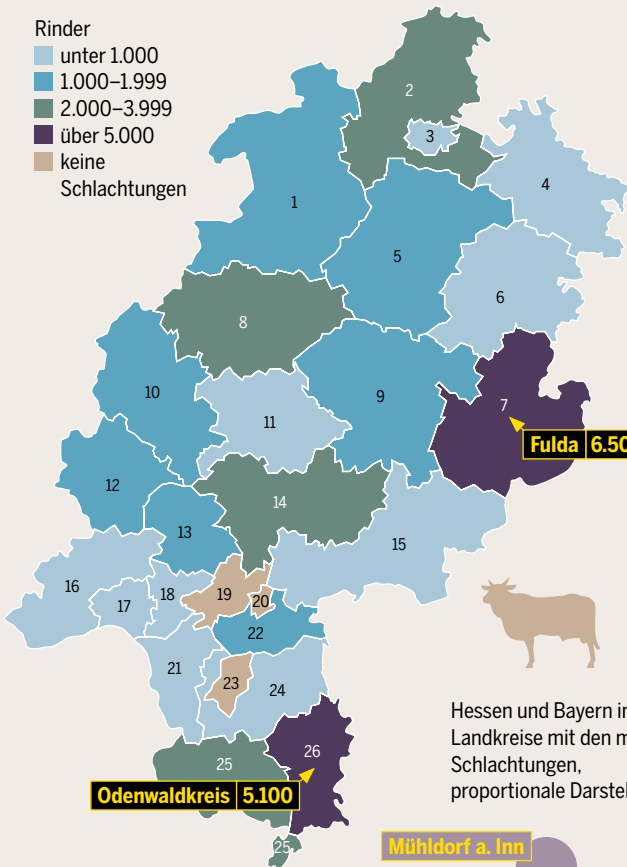 Rinder
unter 1.000
1.000–1.999
2.000–3.999
über 5.000
keine
Schlachtungen
2
3
4
1
5
6
8
7
10
9
11
Fulda 6.50
12
14
13
15
16
18
19
20
17
22
21
23
24
Hessen und Bayern in
Landkreise mit den m
Schlachtungen,
proportionale Darstel
26
25
Odenwaldkreis 5.100
25
Mühldorf a. Inn